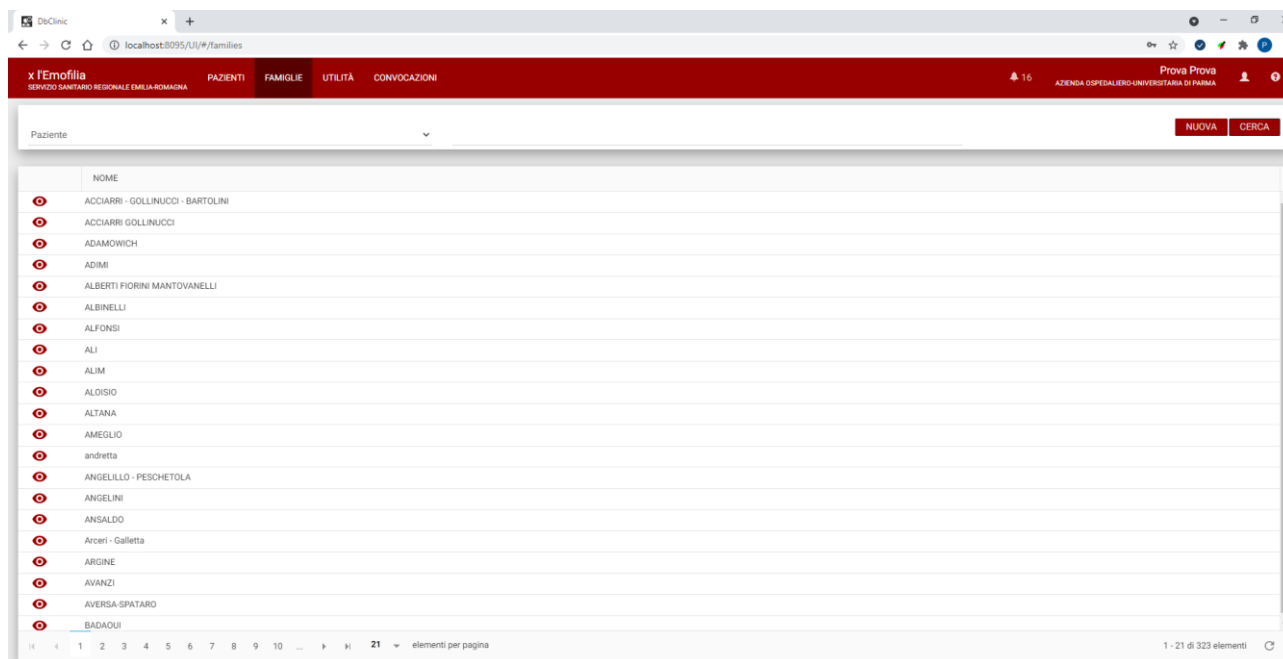 DbClinic
localhost:8095/UI/#/families
P
x l'Emofilia
SERVIZIO SANITARIO REGIONALE EMILIA-ROMAGNA
PAZIENTI FAMIGLIE UTILITÀ CONVOCAZIONI
16
Prova Prova
AZIENDA OSPEDALIERO-UNIVERSITARIA DI PARMA
Paziente
NUOVA CERCA
NOME
ACCIARRI - GOLLINUCCI - BARTOLINI
ACCIARRI GOLLINUCCI
ADAMOWICH
ADIMI
ALBERTI FIORINI MANTOVANELLI
ALBINELLI
ALFONSI
ALI
ALIM
ALOISIO
ALTANA
AMEGLIO
andretta
ANGELILLO - PESCHETOLA
ANGELINI
ANSALDO
Arceri - Galletta
ARGINE
AVANZI
AVERSA-SPATARO
BADAOUI
1 2 3 4 5 6 7 8 9 10 ... 21 elementi per pagina 1 - 21 di 323 elementi